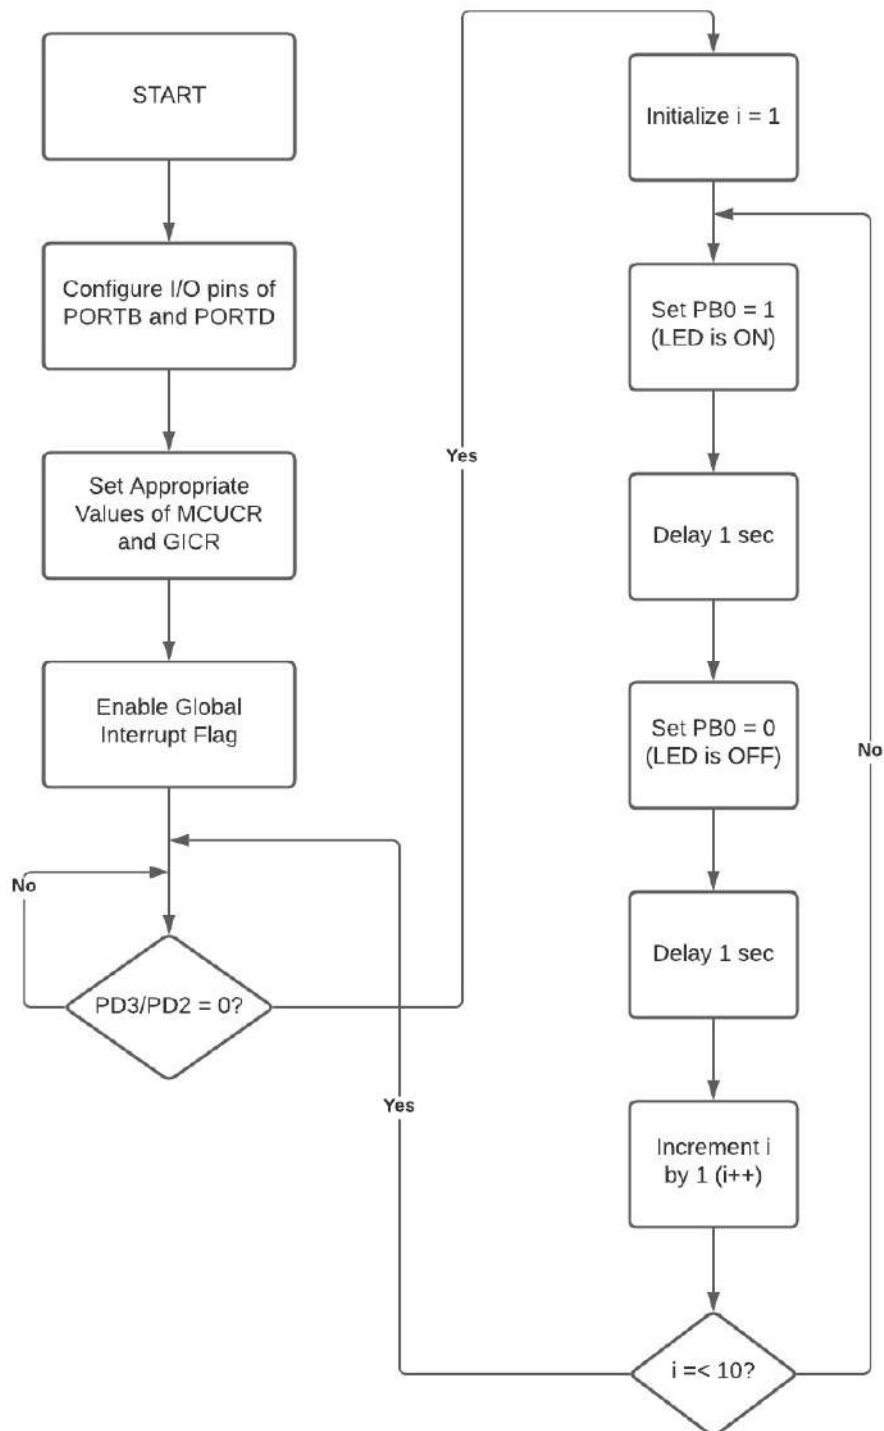 START
Configure I/O pins of
PORTB and PORTD
Set Appropriate
Values of MCUCR
and GICR
Enable Global
Interrupt Flag
No
PD3/PD2 = 0?
Yes
Yes
Initialize i = 1
Set PB0 = 1
(LED is ON)
Delay 1 sec
Set PB0 = 0
(LED is OFF)
No
Delay 1 sec
Increment i
by 1 (i++)
i =< 10?